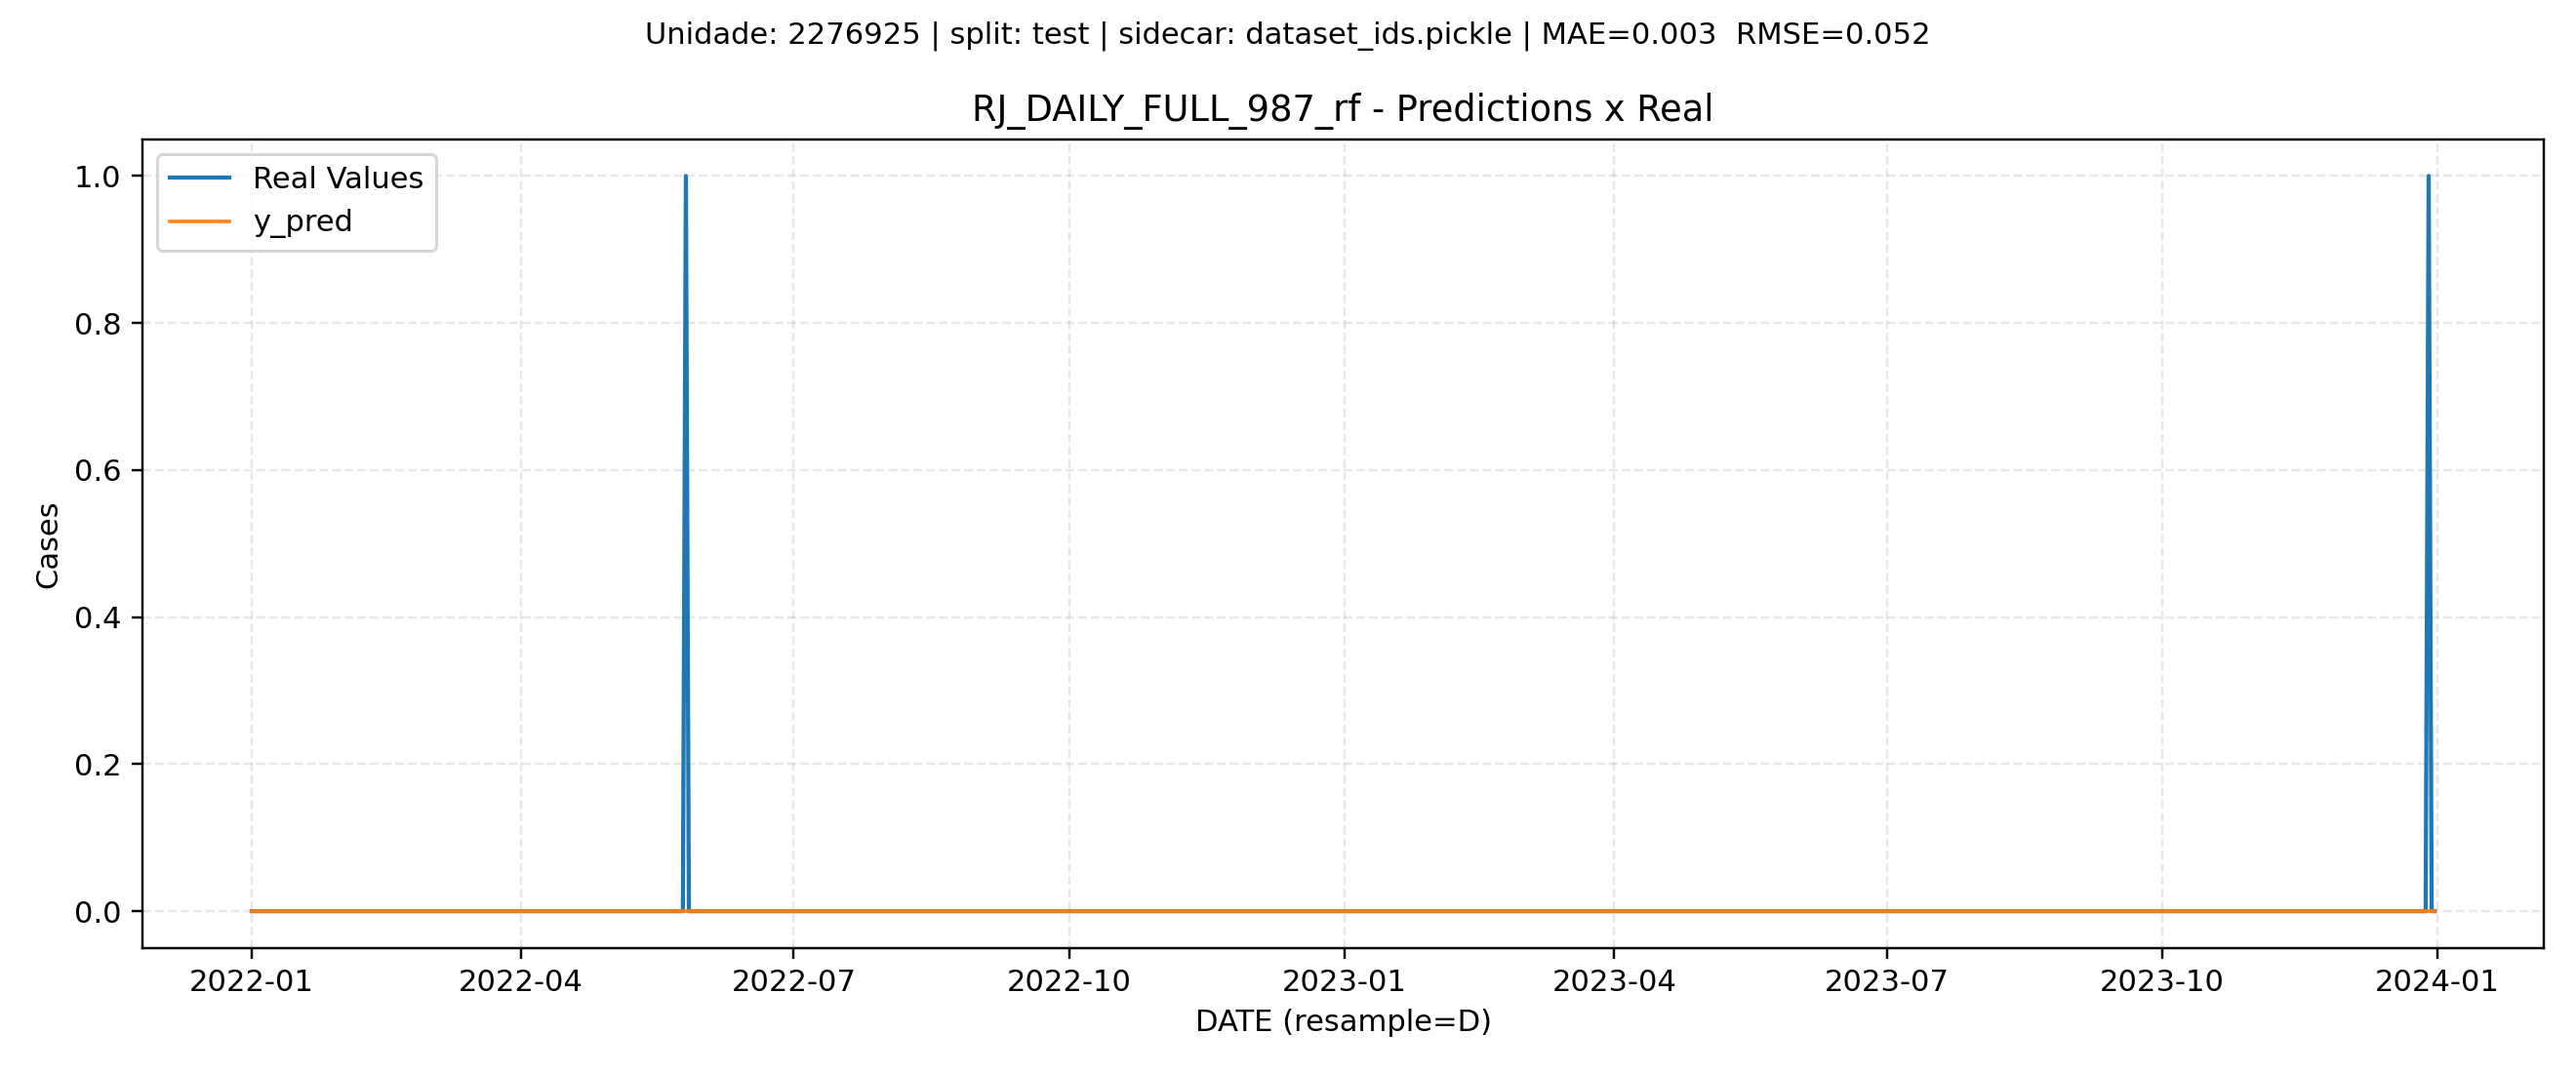 Unidade: 2276925 | split: test | sidecar: dataset_ids.pickle | MAE=0.003  RMSE=0.052
RJ_DAILY_FULL_987_rf - Predictions x Real
Real Values
y_pred
1.0
0.8
0.6
0.4
0.2
0.0
Cases
2022-01 2022-04 2022-07 2022-10 2023-01 2023-04 2023-07 2023-10 2024-01
DATE (resample=D)